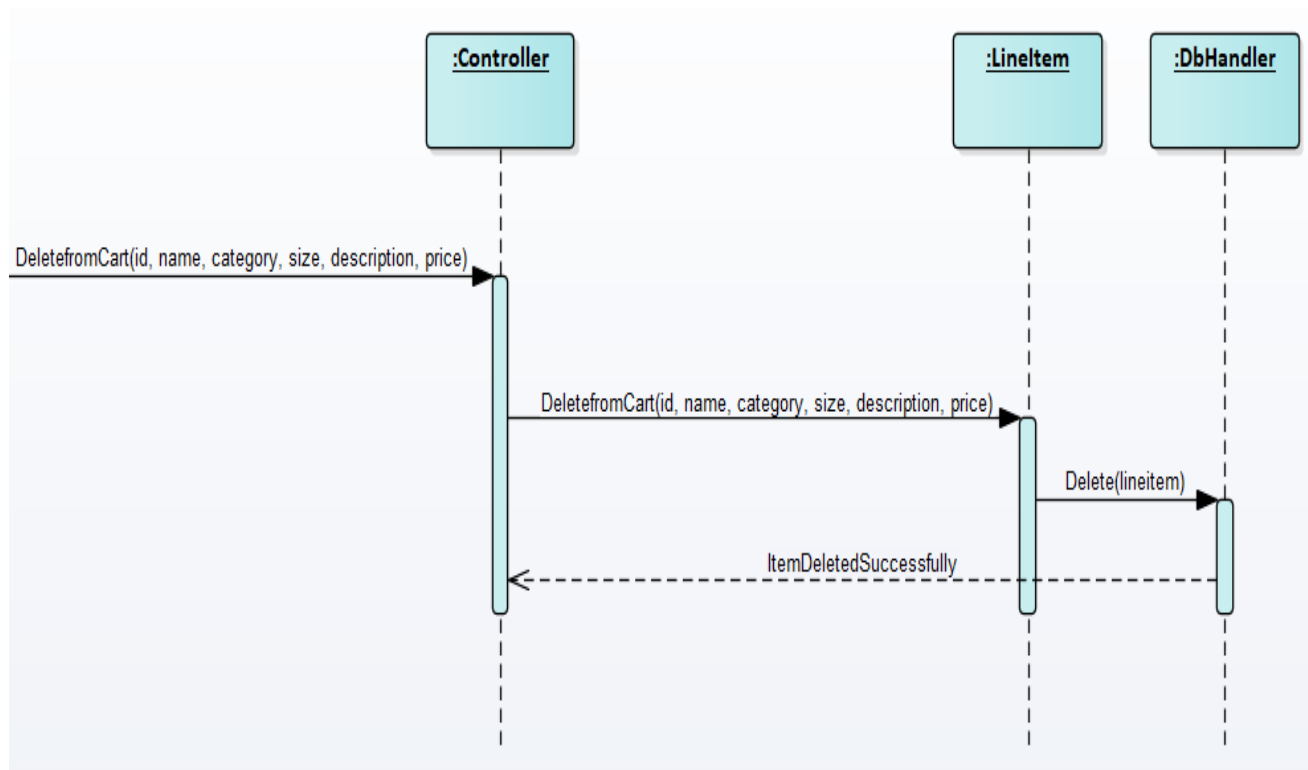 :Controller
:LineItem
:DbHandler
DeletefromCart(id, name, category, size, description, price)
DeletefromCart(id, name, category, size, description, price)
Delete(lineitem)
ItemDeletedSuccessfully